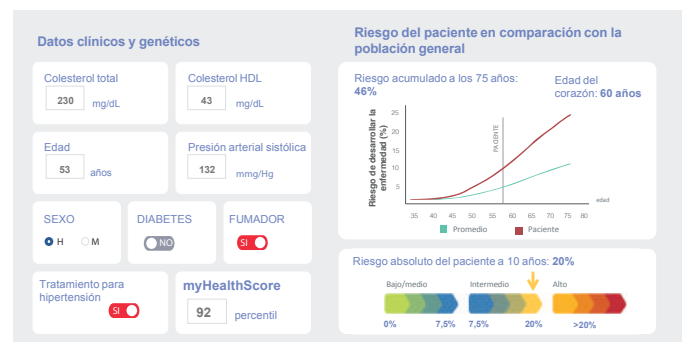 Datos clínicos y genéticos
Colesterol total
230 mg/dL
Colesterol HDL
43 mg/dL
Edad
53 años
Presión arterial sistólica
132 mmg/Hg
SEXO
H M
DIABETES
NO
FUMADOR
SI
Tratamiento para
hipertensión
SI
myHealthScore
92 percentil
Riesgo del paciente en comparación con la
población general
Riesgo acumulado a los 75 años:
46%
Edad del
corazón: 60 años
Riesgo de desarrollar la
enfermedad (%)
25
20
15
10
5
PACIENTE
edad
35 40 45 50 55 60 65 70 75 80
Promedio Paciente
Riesgo absoluto del paciente a 10 años: 20%
Bajo/medio Intermedio Alto
0% 7,5% 7,5% 20% >20%